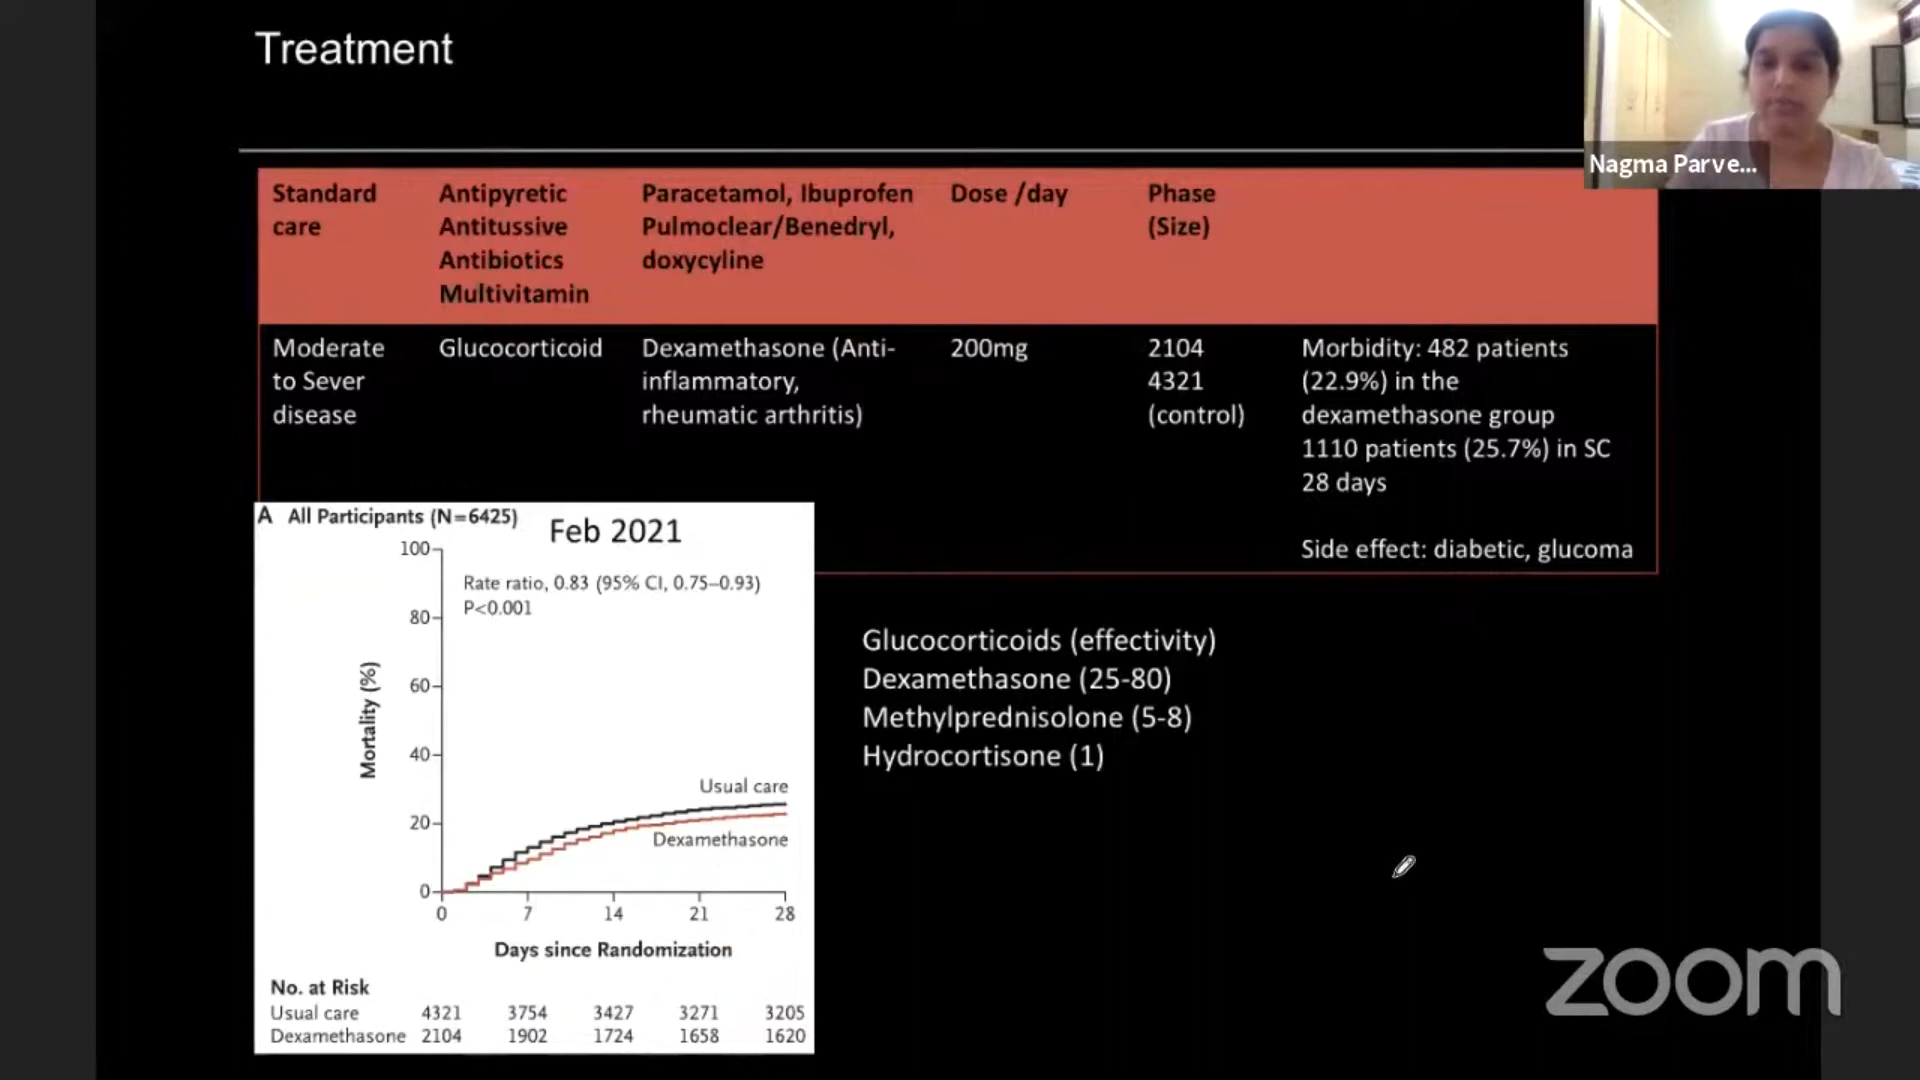 Treatment
Nagma Parve...
Standard care
Antipyretic
Antitussive
Antibiotics
Multivitamin
Paracetamol, Ibuprofen
Pulmoclear/Benedryl,
doxycyline
Dose /day
Phase
(Size)
Moderate
to Sever
disease
Glucocorticoid
Dexamethasone (Anti-
inflammatory,
rheumatic arthritis)
200mg
2104
4321
(control)
Morbidity: 482 patients
(22.9%) in the
dexamethasone group
1110 patients (25.7%) in SC
28 days
Side effect: diabetic, glucoma
A All Participants (N=6425)
Feb 2021
Rate ratio, 0.83 (95% CI, 0.75–0.93)
P<0.001
Mortality (%)
100
80
60
40
20
0
Usual care
Dexamethasone
0 7 14 21 28
Days since Randomization
No. at Risk
Usual care 4321 3754 3427 3271 3205
Dexamethasone 2104 1902 1724 1658 1620
Glucocorticoids (effectivity)
Dexamethasone (25-80)
Methylprednisolone (5-8)
Hydrocortisone (1)
zoom